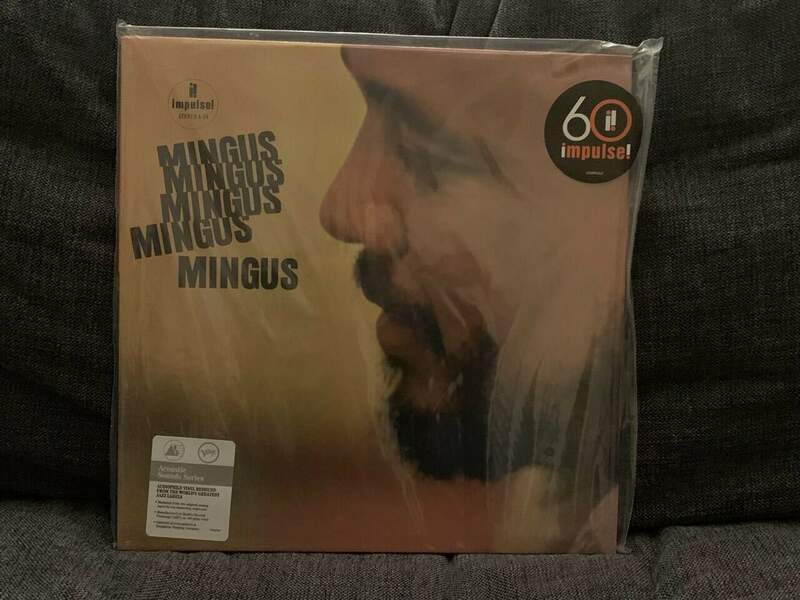 impulse!
STEREO A-54
MINGUS
MINGUS
MINGUS
MINGUS
MINGUS
60
impulse!
verve
Acoustic
Sounds Series
AUDIOPHILE VINYL REISSUES
FROM THE WORLD'S GREATEST
JAZZ LABELS